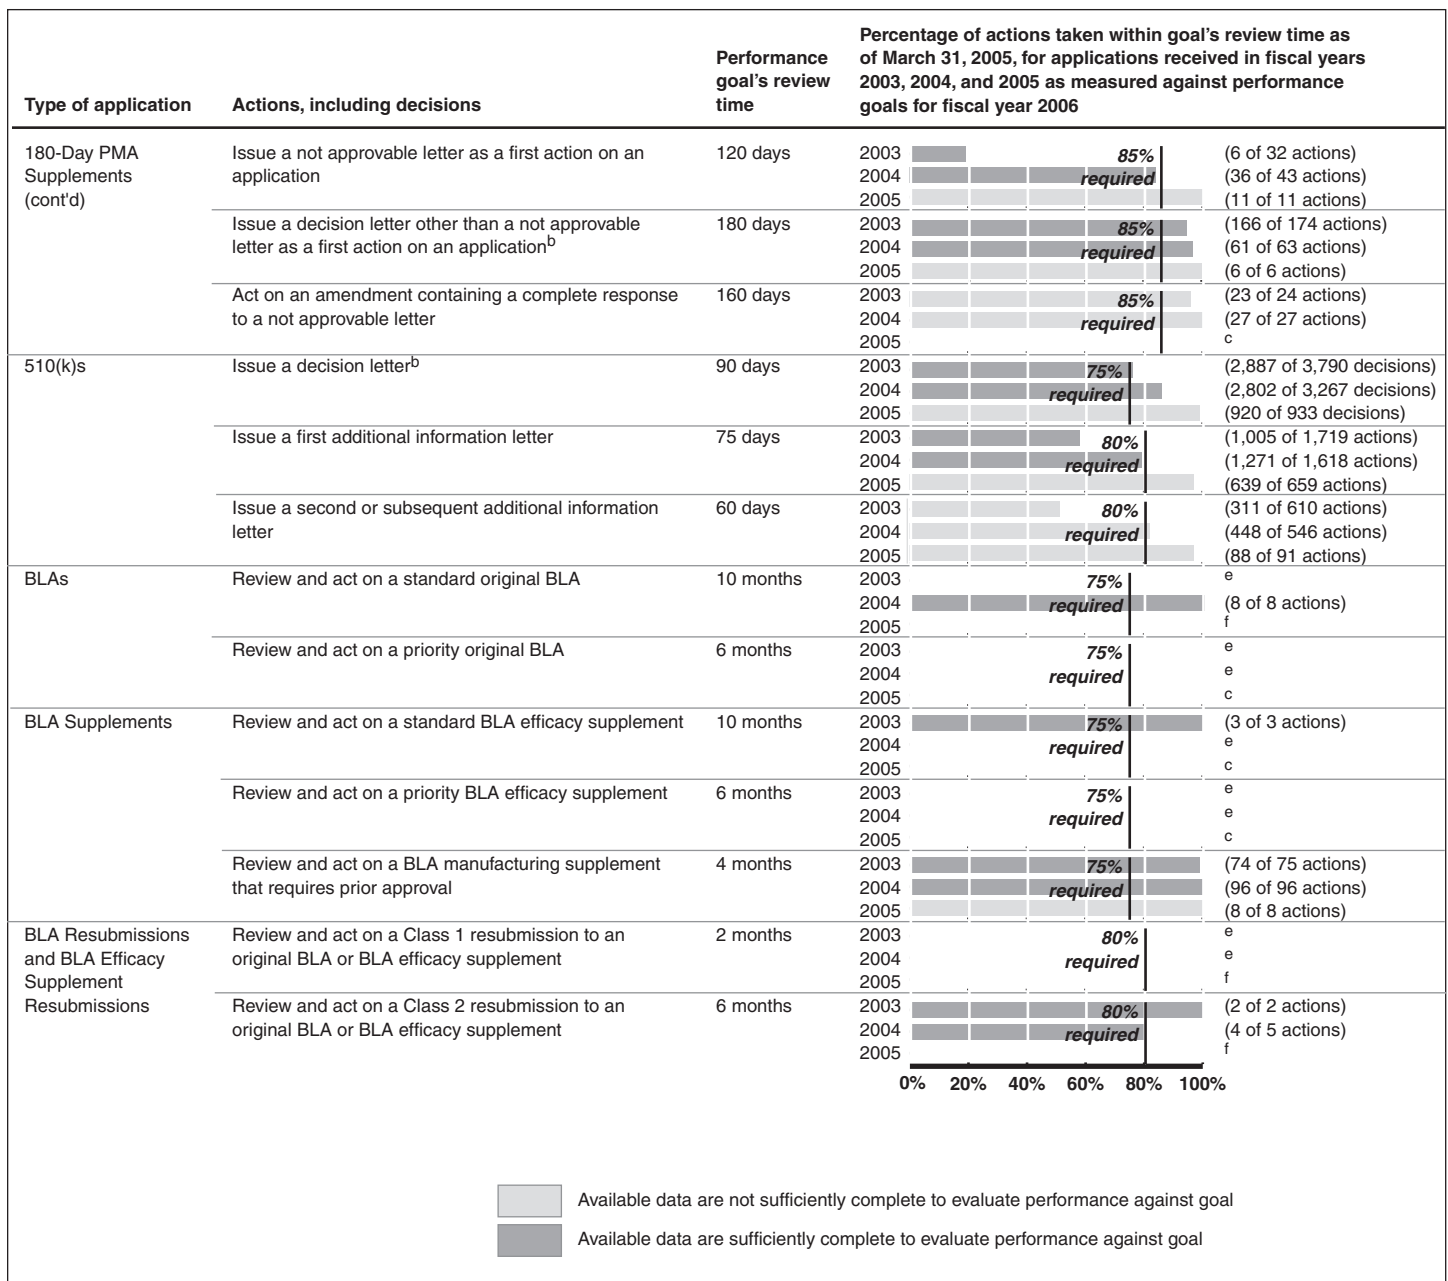 Type of application
Actions, including decisions
Performance
goal's review
time
Percentage of actions taken within goal's review time as
of March 31, 2005, for applications received in fiscal years
2003, 2004, and 2005 as measured against performance
goals for fiscal year 2006
180-Day PMA
Supplements
(cont'd)
Issue a not approvable letter as a first action on an
application
120 days
2003
2004
2005
85%
required
(6 of 32 actions)
(36 of 43 actions)
(11 of 11 actions)
Issue a decision letter other than a not approvable
letter as a first action on an applicationb
180 days
2003
2004
2005
85%
required
(166 of 174 actions)
(61 of 63 actions)
(6 of 6 actions)
Act on an amendment containing a complete response
to a not approvable letter
160 days
2003
2004
2005
85%
required
(23 of 24 actions)
(27 of 27 actions)
c
510(k)s
Issue a decision letterb
90 days
2003
2004
2005
75%
required
(2,887 of 3,790 decisions)
(2,802 of 3,267 decisions)
(920 of 933 decisions)
Issue a first additional information letter
75 days
2003
2004
2005
80%
required
(1,005 of 1,719 actions)
(1,271 of 1,618 actions)
(639 of 659 actions)
Issue a second or subsequent additional information
letter
60 days
2003
2004
2005
80%
required
(311 of 610 actions)
(448 of 546 actions)
(88 of 91 actions)
BLAs
Review and act on a standard original BLA
10 months
2003
2004
2005
75%
required
e
(8 of 8 actions)
f
Review and act on a priority original BLA
6 months
2003
2004
2005
75%
required
e
e
c
BLA Supplements
Review and act on a standard BLA efficacy supplement
10 months
2003
2004
2005
75%
required
(3 of 3 actions)
e
c
Review and act on a priority BLA efficacy supplement
6 months
2003
2004
2005
75%
required
e
e
c
Review and act on a BLA manufacturing supplement
that requires prior approval
4 months
2003
2004
2005
75%
required
(74 of 75 actions)
(96 of 96 actions)
(8 of 8 actions)
BLA Resubmissions
and BLA Efficacy
Supplement
Resubmissions
Review and act on a Class 1 resubmission to an
original BLA or BLA efficacy supplement
2 months
2003
2004
2005
80%
required
e
e
f
Review and act on a Class 2 resubmission to an
original BLA or BLA efficacy supplement
6 months
2003
2004
2005
80%
required
(2 of 2 actions)
(4 of 5 actions)
f
0% 20% 40% 60% 80% 100%
Available data are not sufficiently complete to evaluate performance against goal
Available data are sufficiently complete to evaluate performance against goal